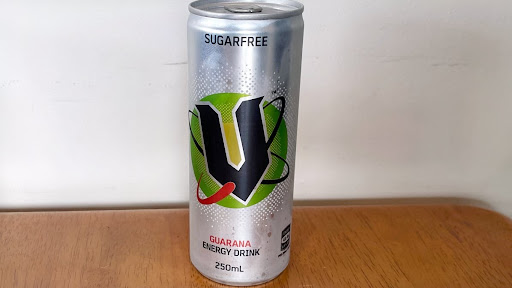 SUGARFREE
V
GUARANA
ENERGY DRINK
250mL